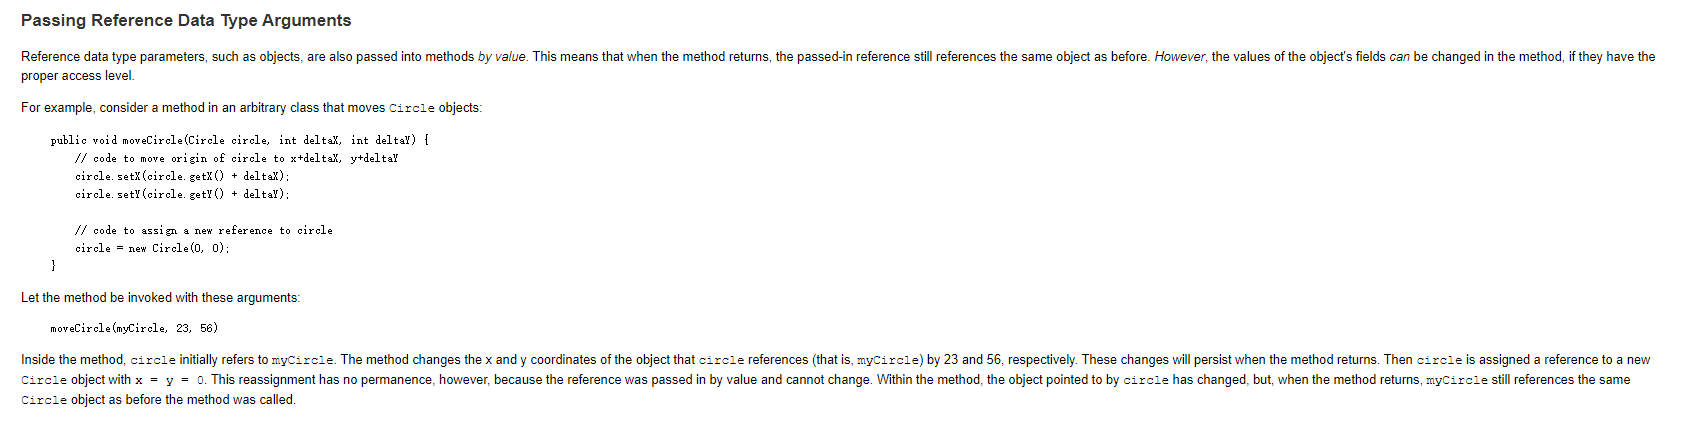 Passing Reference Data Type Arguments
Reference data type parameters, such as objects, are also passed into methods by value. This means that when the method returns, the passed-in reference still references the same object as before. However, the values of the object's fields can be changed in the method, if they have the
proper access level.
For example, consider a method in an arbitrary class that moves Circle objects:
public void moveCircle(Circle circle, int deltaX, int deltaY) {
// code to move origin of circle to x+deltaX, y+deltaY
circle.setX(circle.getX() + deltaX);
circle.setY(circle.getY() + deltaY);
// code to assign a new reference to circle
circle = new Circle(0, 0);
}
Let the method be invoked with these arguments:
moveCircle(myCircle, 23, 56)
Inside the method, circle initially refers to myCircle. The method changes the x and y coordinates of the object that circle references (that is, myCircle) by 23 and 56, respectively. These changes will persist when the method returns. Then circle is assigned a reference to a new
Circle object with x = y = 0. This reassignment has no permanence, however, because the reference was passed in by value and cannot change. Within the method, the object pointed to by circle has changed, but, when the method returns, myCircle still references the same
Circle object as before the method was called.